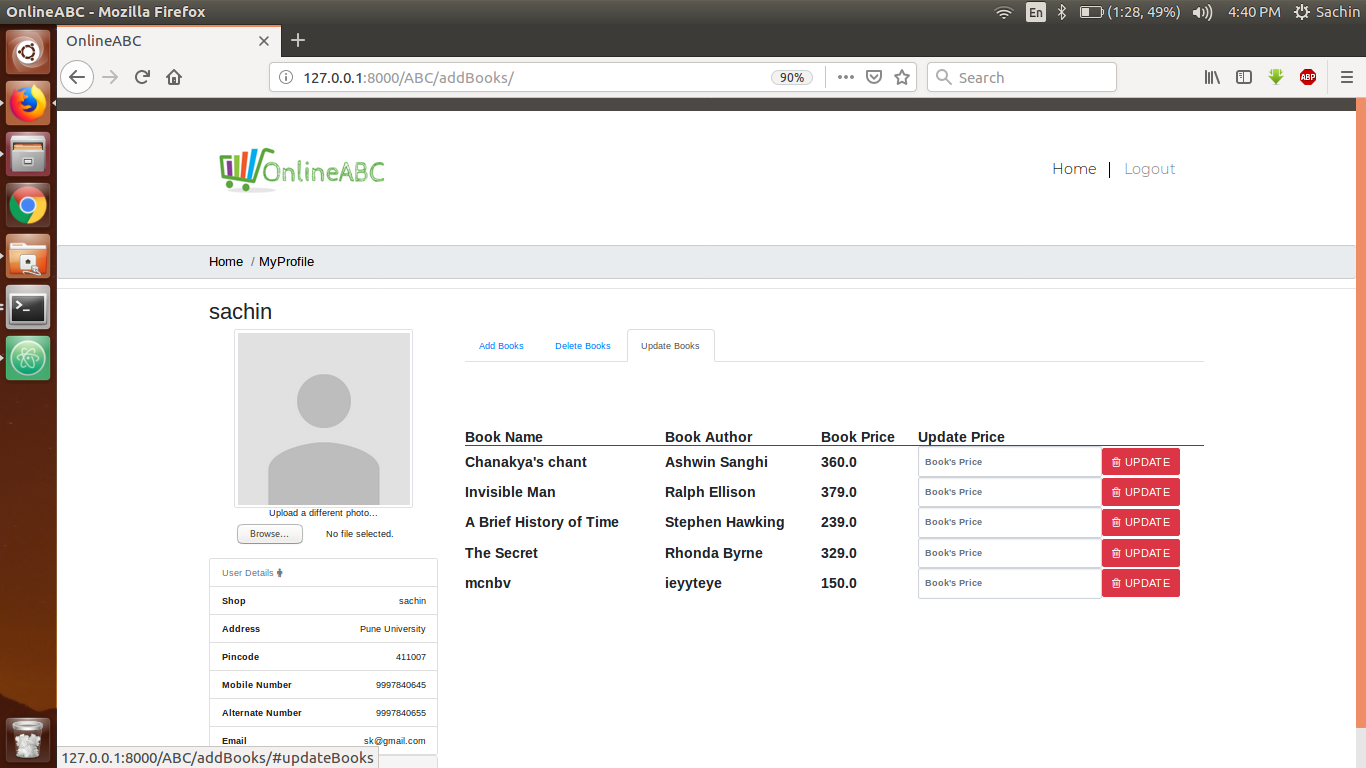 OnlineABC - Mozilla Firefox
En
(1:28, 49%)
4:40 PM
Sachin
OnlineABC
127.0.0.1:8000/ABC/addBooks/
90%
Search
ABP
OnlineABC
Home
Logout
Home / MyProfile
sachin
Add Books
Delete Books
Update Books
Upload a different photo...
Browse...
No file selected.
User Details
Shop sachin
Address Pune University
Pincode 411007
Mobile Number 9997840645
Alternate Number 9997840655
Email sk@gmail.com
Book Name Book Author Book Price Update Price
Chanakya's chant Ashwin Sanghi 360.0 Book's Price UPDATE
Invisible Man Ralph Ellison 379.0 Book's Price UPDATE
A Brief History of Time Stephen Hawking 239.0 Book's Price UPDATE
The Secret Rhonda Byrne 329.0 Book's Price UPDATE
mcnbv ieyyteye 150.0 Book's Price UPDATE
127.0.0.1:8000/ABC/addBooks/#updateBooks